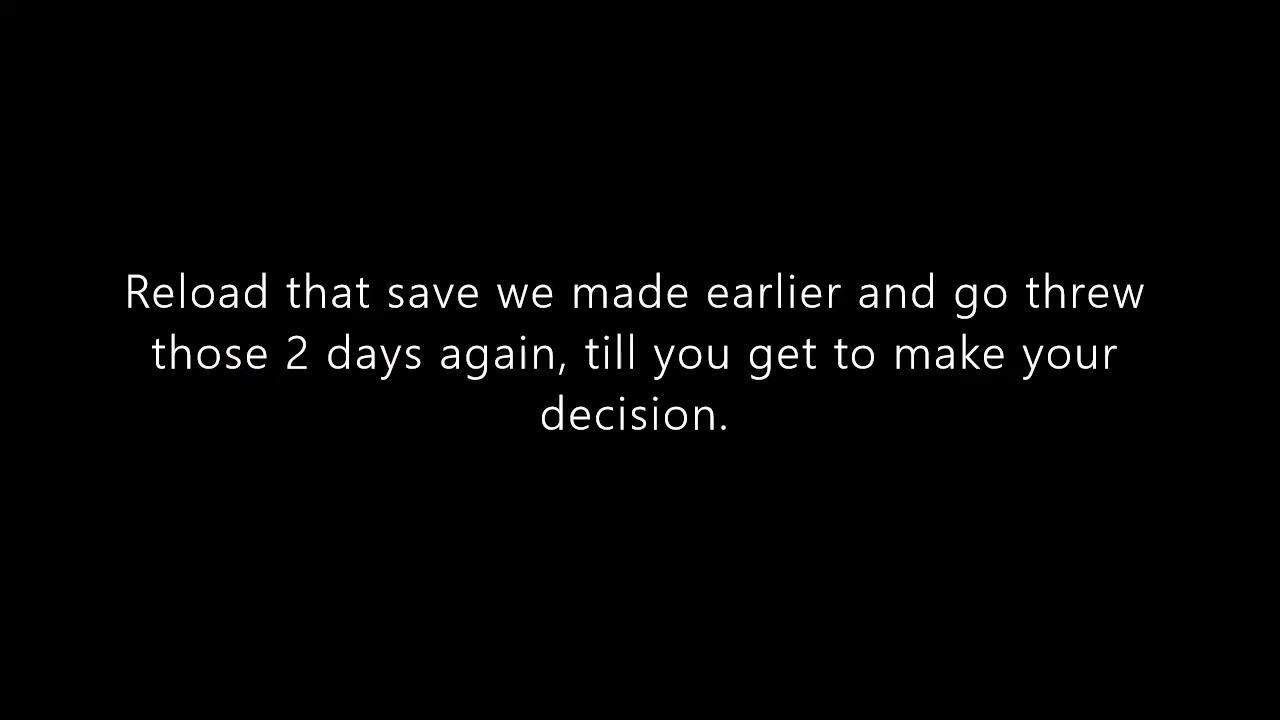 Reload that save we made earlier and go threw
those 2 days again, till you get to make your
decision.